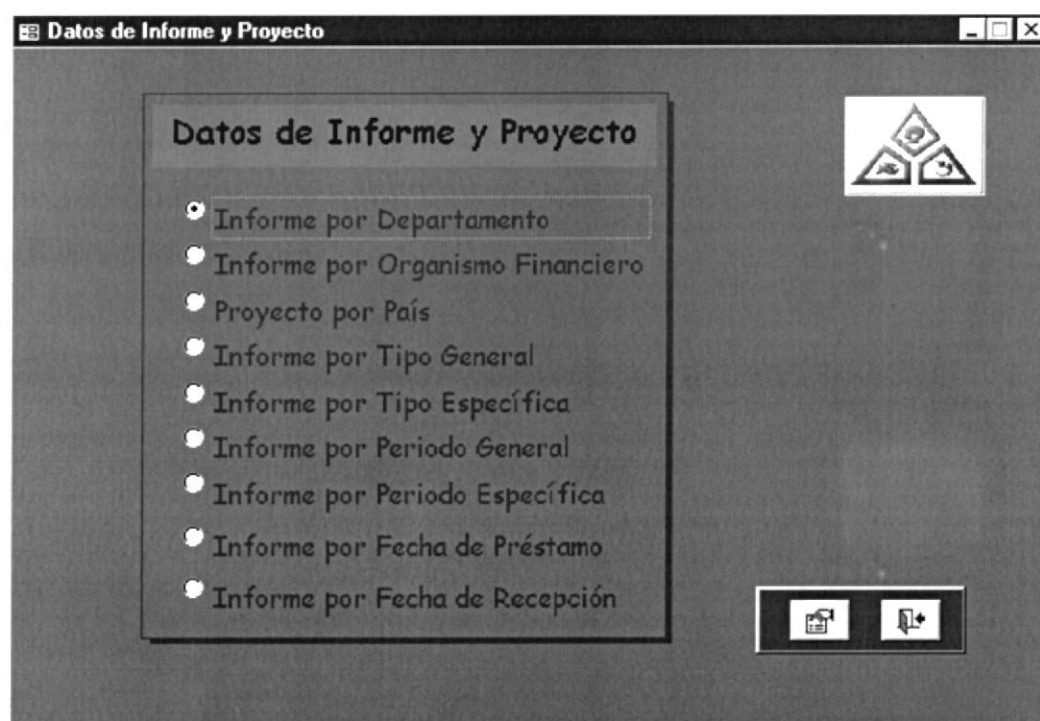 Datos de Informe y Proyecto
Datos de Informe y Proyecto
Informe por Departamento
Informe por Organismo Financiero
Proyecto por País
Informe por Tipo General
Informe por Tipo Específica
Informe por Periodo General
Informe por Periodo Específica
Informe por Fecha de Préstamo
Informe por Fecha de Recepción